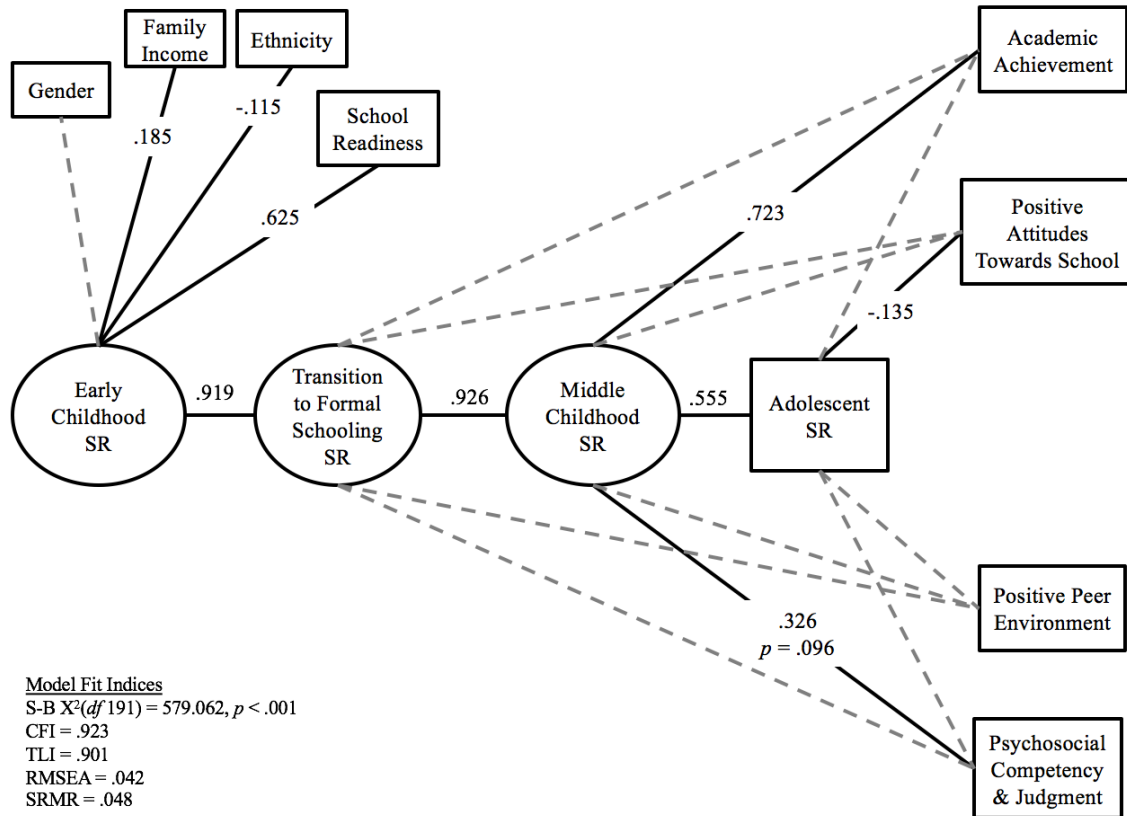 Family
Income
Ethnicity
Gender
School
Readiness
.185
-.115
.625
Academic
Achievement
Positive
Attitudes
Towards School
.723
-.135
Early
Childhood
SR
.919
Transition
to Formal
Schooling
SR
.926
Middle
Childhood
SR
.555
Adolescent
SR
Positive Peer
Environment
.326
p = .096
Psychosocial
Competency
& Judgment
Model Fit Indices
S-B X²(df 191) = 579.062, p < .001
CFI = .923
TLI = .901
RMSEA = .042
SRMR = .048